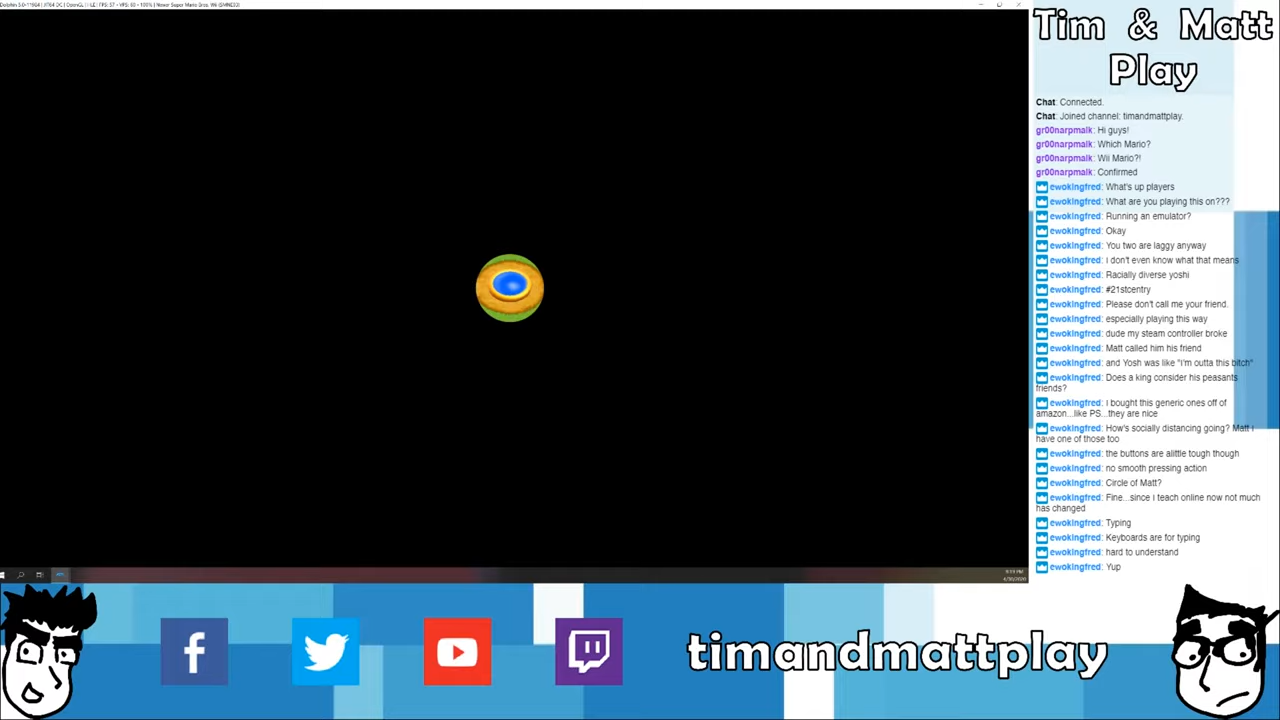 Tim & Matt
Play
Chat: Connected.
Chat: Joined channel: timandmattplay.
gr00narpmalk: Hi guys!
gr00narpmalk: Which Mario?
gr00narpmalk: Wii Mario?!
gr00narpmalk: Confirmed
ewokingfred: What's up players
ewokingfred: What are you playing this on???
ewokingfred: Running an emulator?
ewokingfred: Okay
ewokingfred: You two are laggy anyway
ewokingfred: I don't even know what that means
ewokingfred: Racially diverse yoshi
ewokingfred: #21stcentry
ewokingfred: Please don't call me your friend.
ewokingfred: especially playing this way
ewokingfred: dude my steam controller broke
ewokingfred: Matt called him his friend
ewokingfred: and Yosh was like "I'm outta this bitch"
ewokingfred: Does a king consider his peasants
friends?
ewokingfred: I bought this generic ones off of
amazon...like PS...they are nice
ewokingfred: How's socially distancing going? Matt I
have one of those too
ewokingfred: the buttons are alittle tough though
ewokingfred: no smooth pressing action
ewokingfred: Circle of Matt?
ewokingfred: Fine...since I teach online now not much
has changed
ewokingfred: Typing
ewokingfred: Keyboards are for typing
ewokingfred: hard to understand
ewokingfred: Yup
timandmattplay